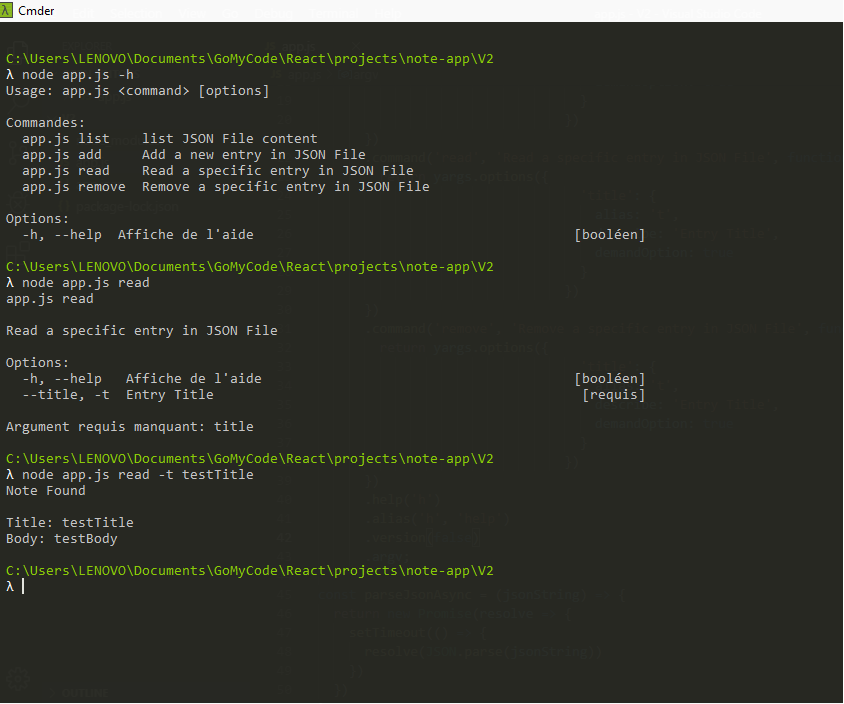 λ Cmder
C:\Users\LENOVO\Documents\GoMyCode\React\projects\note-app\V2
λ node app.js -h
Usage: app.js <command> [options]
Commandes:
app.js list    list JSON File content
app.js add     Add a new entry in JSON File
app.js read    Read a specific entry in JSON File
app.js remove  Remove a specific entry in JSON File
Options:
-h, --help  Affiche de l'aide [booléen]
C:\Users\LENOVO\Documents\GoMyCode\React\projects\note-app\V2
λ node app.js read
app.js read
Read a specific entry in JSON File
Options:
-h, --help   Affiche de l'aide [booléen]
--title, -t  Entry Title [requis]
Argument requis manquant: title
C:\Users\LENOVO\Documents\GoMyCode\React\projects\note-app\V2
λ node app.js read -t testTitle
Note Found
Title: testTitle
Body: testBody
C:\Users\LENOVO\Documents\GoMyCode\React\projects\note-app\V2
λ